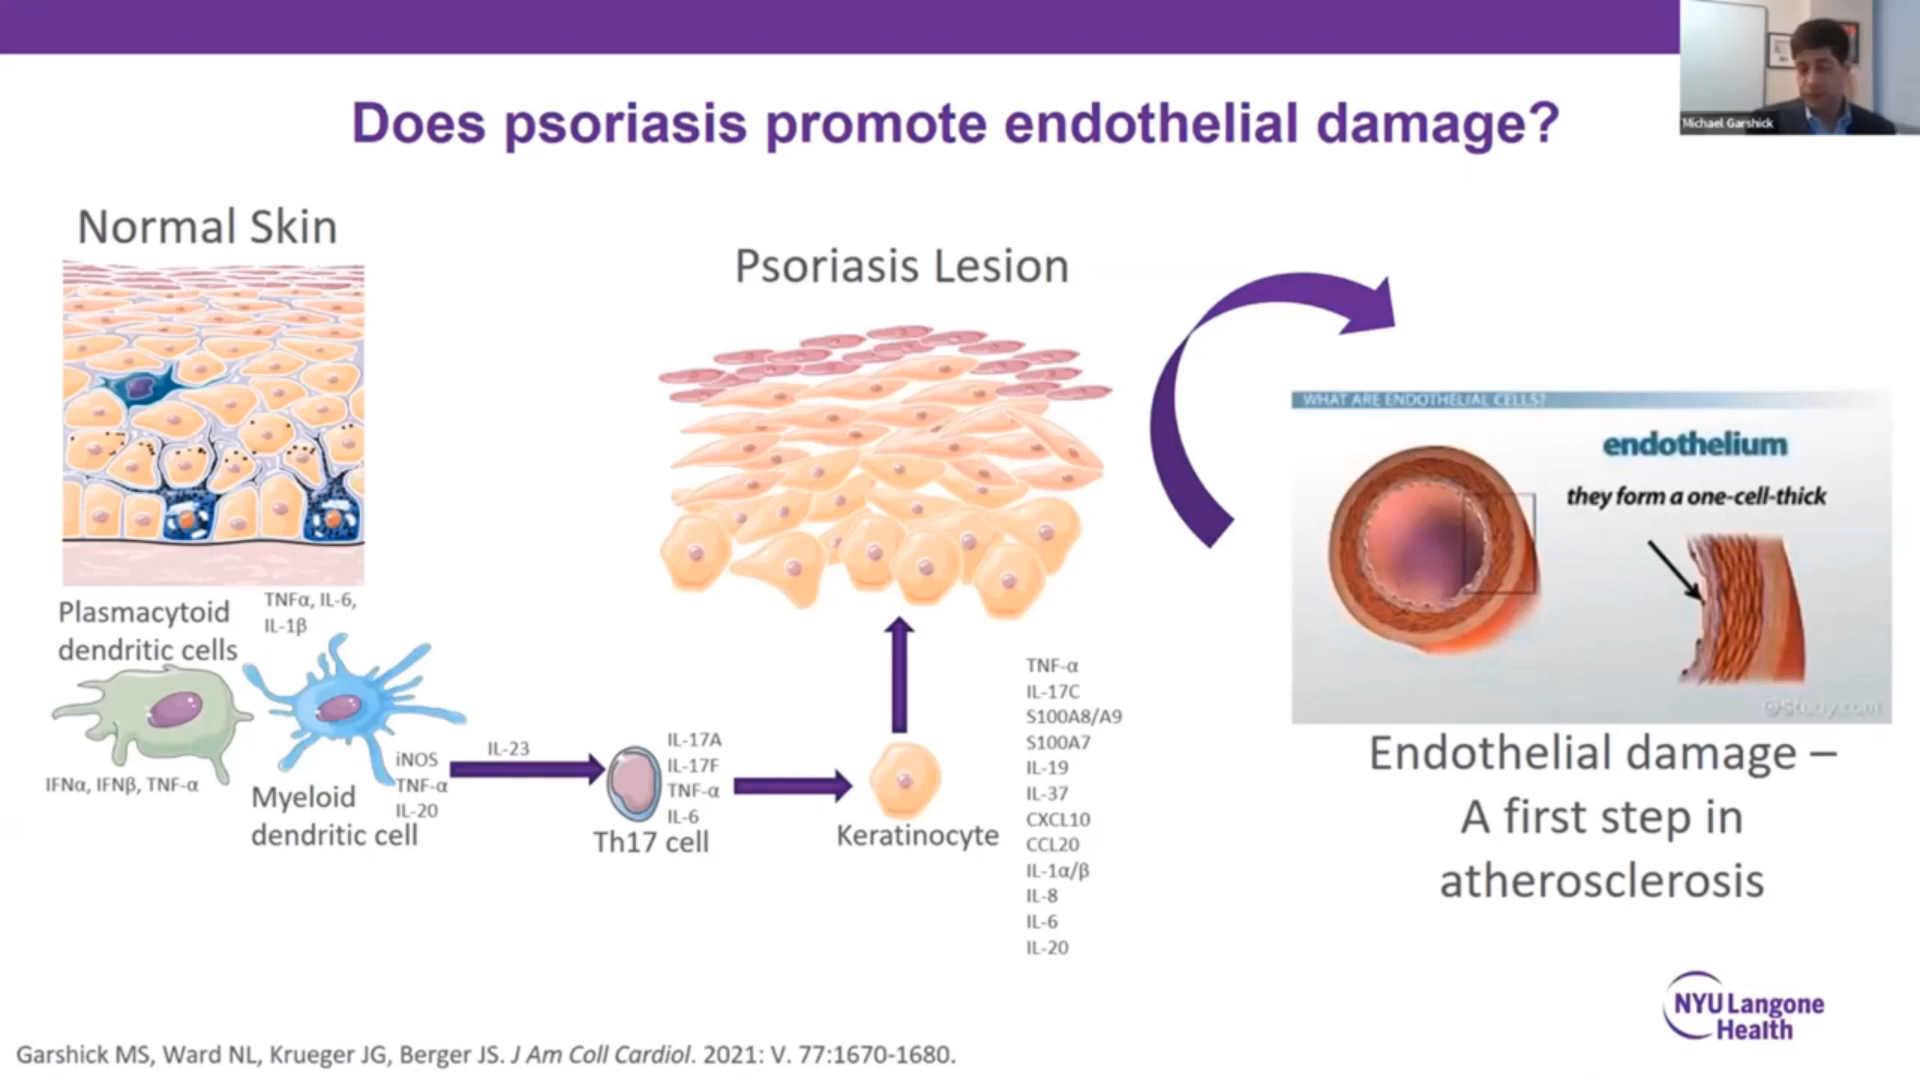 Michael Garshick
Does psoriasis promote endothelial damage?
Normal Skin
Plasmacytoid
dendritic cells
TNFα, IL-6,
IL-1β
IFNα, IFNβ, TNF-α
Myeloid
dendritic cell
iNOS
TNF-α
IL-20
IL-23
IL-17A
IL-17F
TNF-α
IL-6
Th17 cell
Psoriasis Lesion
Keratinocyte
TNF-α
IL-17C
S100A8/A9
S100A7
IL-19
IL-37
CXCL10
CCL20
IL-1α/β
IL-8
IL-6
IL-20
WHAT ARE ENDOTHELIAL CELLS?
endothelium
they form a one-cell-thick
Study.com
Endothelial damage –
A first step in
atherosclerosis
NYU Langone
Health
Garshick MS, Ward NL, Krueger JG, Berger JS. J Am Coll Cardiol. 2021: V. 77:1670-1680.